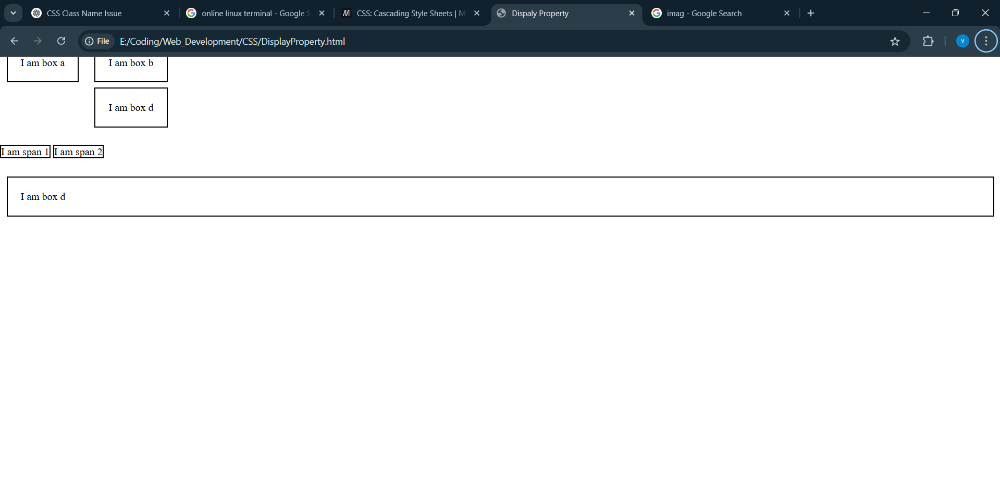 CSS Class Name Issue
online linux terminal - Google S
CSS: Cascading Style Sheets | M
Dispaly Property
imag - Google Search
File
E:/Coding/Web_Development/CSS/DisplayProperty.html
V
I am box a
I am box b
I am box d
I am span 1
I am span 2
I am box d